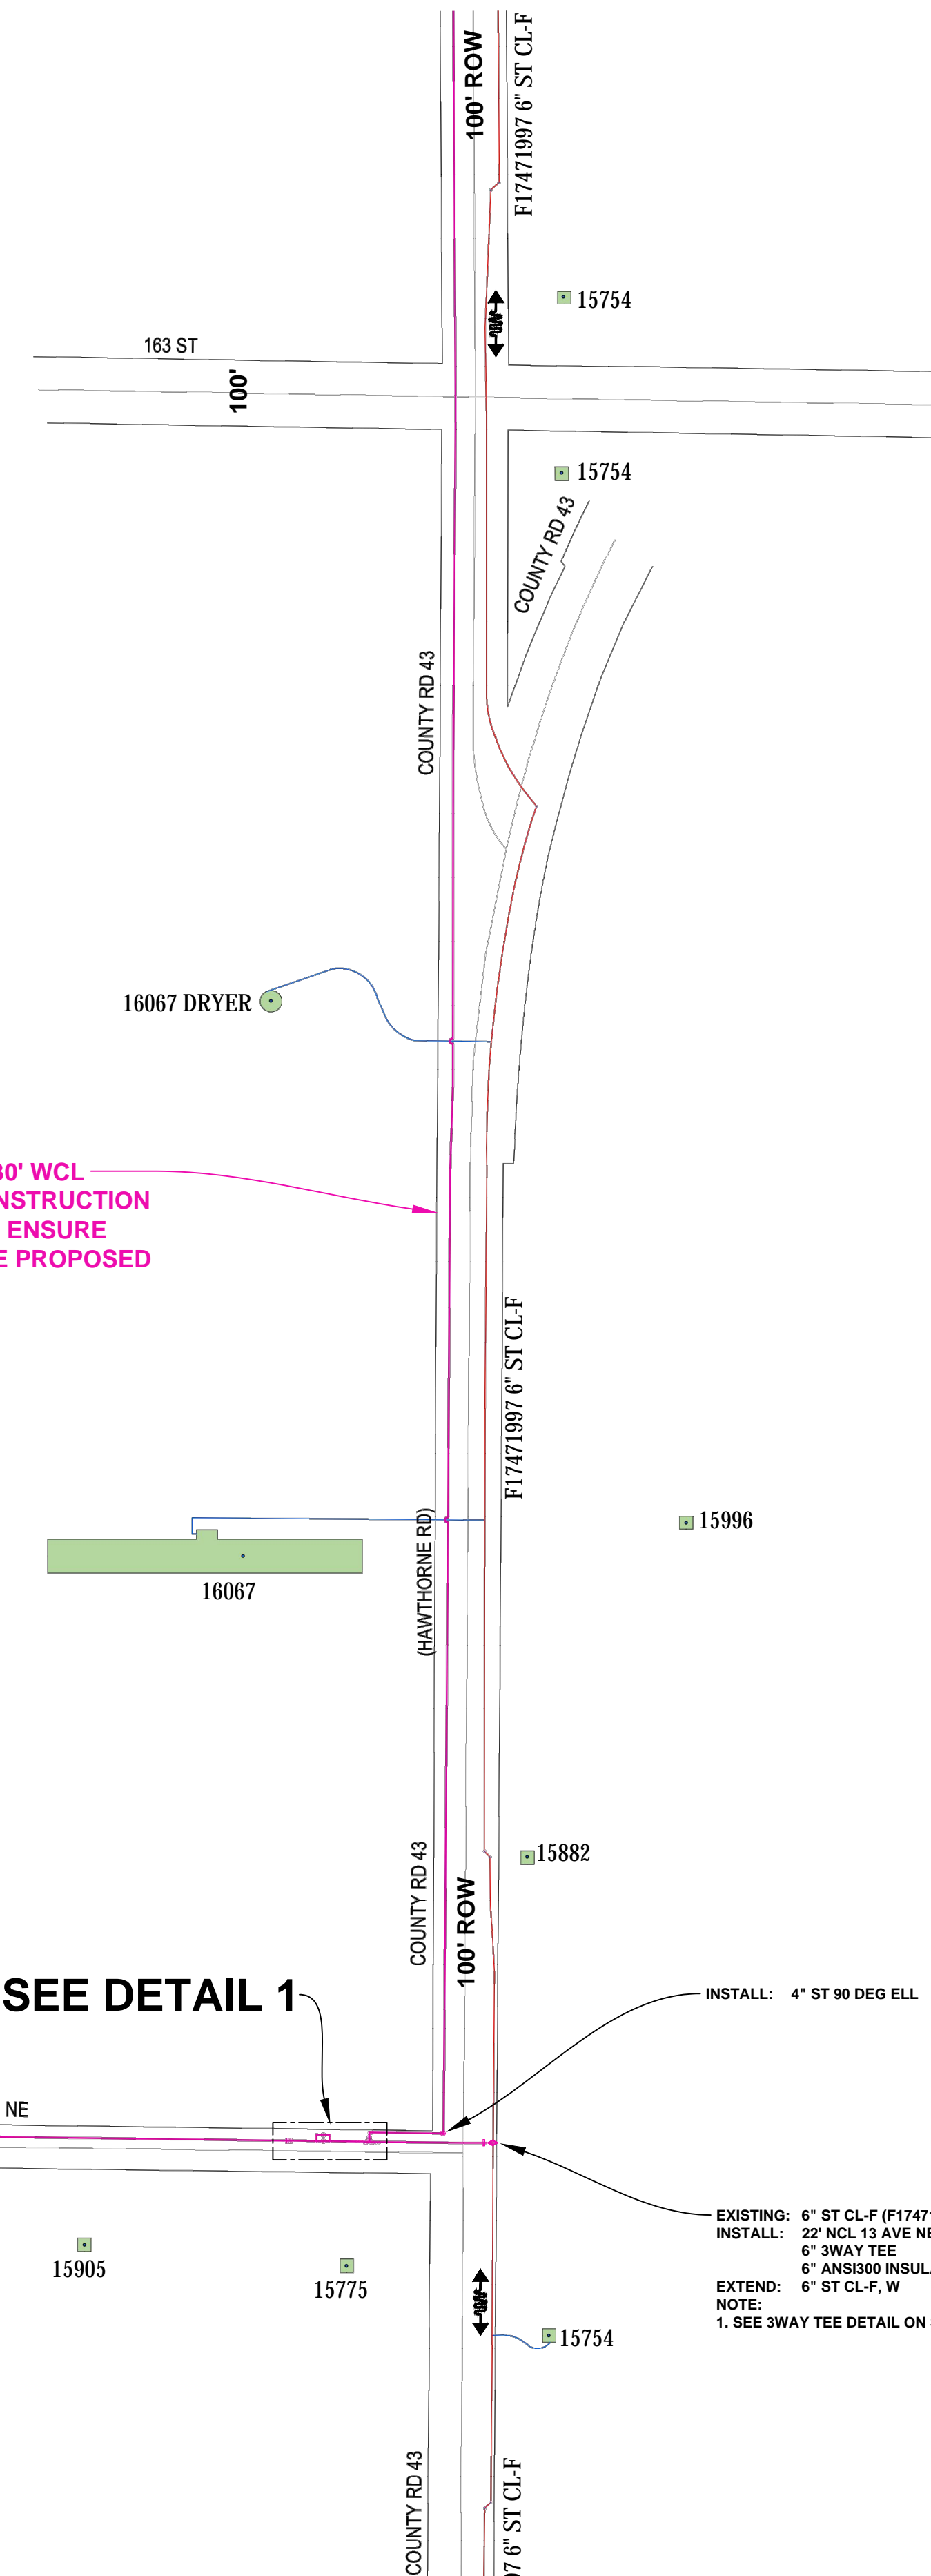 100' ROW
F17471997 6" ST CL-F
15754
163 ST
100'
15754
COUNTY RD 43
COUNTY RD 43
16067 DRYER
30' WCL
NSTRUCTION
ENSURE
E PROPOSED
F17471997 6" ST CL-F
15996
(HAWTHORNE RD)
16067
15882
COUNTY RD 43
100' ROW
SEE DETAIL 1
INSTALL: 4" ST 90 DEG ELL
NE
EXISTING: 6" ST CL-F (F1747
INSTALL: 22' NCL 13 AVE NE
6" 3WAY TEE
6" ANSI300 INSUL
EXTEND: 6" ST CL-F, W
NOTE:
1. SEE 3WAY TEE DETAIL ON
15905
15775
15754
COUNTY RD 43
97 6" ST CL-F